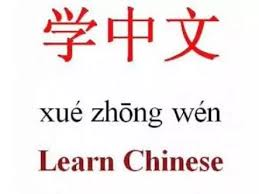 学中文
xué zhōng wén
Learn Chinese